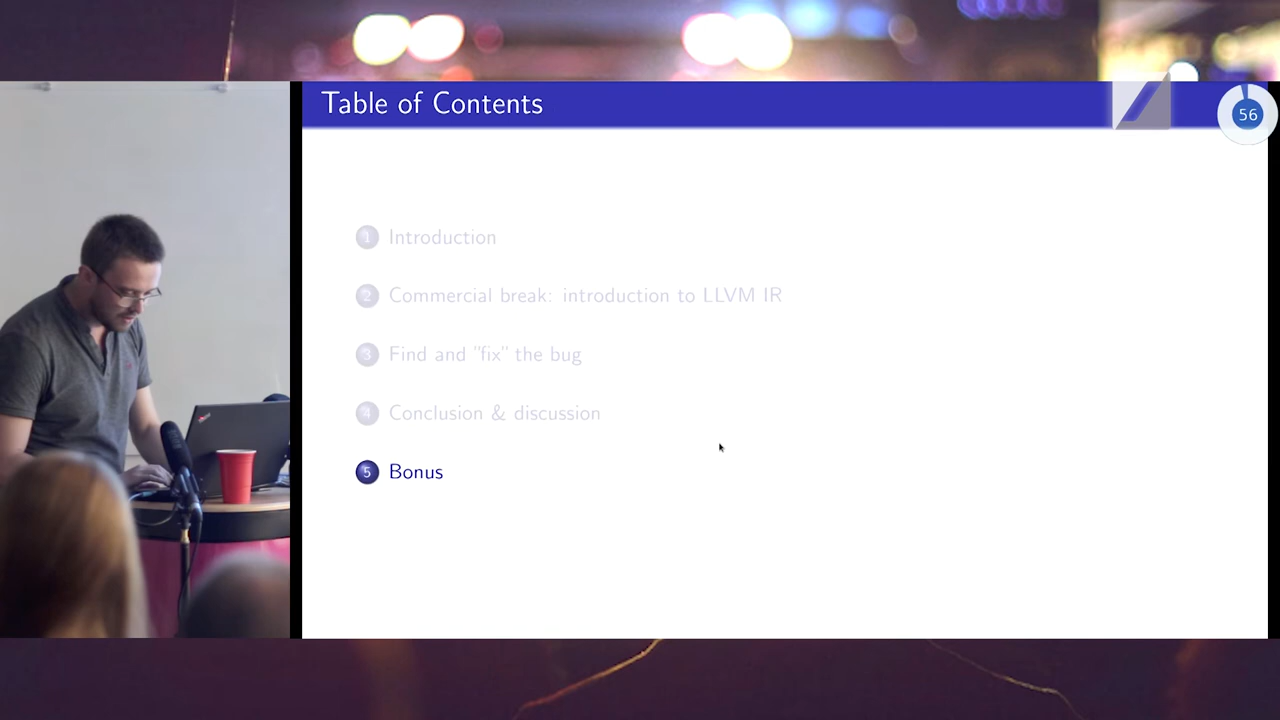 Table of Contents
56
1 Introduction
2 Commercial break: introduction to LLVM IR
3 Find and "fix" the bug
4 Conclusion & discussion
5 Bonus